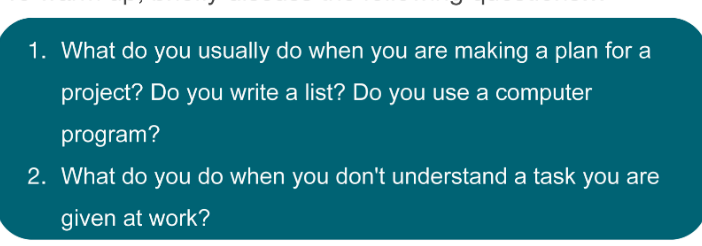 1. What do you usually do when you are making a plan for a
project? Do you write a list? Do you use a computer
program?
2. What do you do when you don't understand a task you are
given at work?